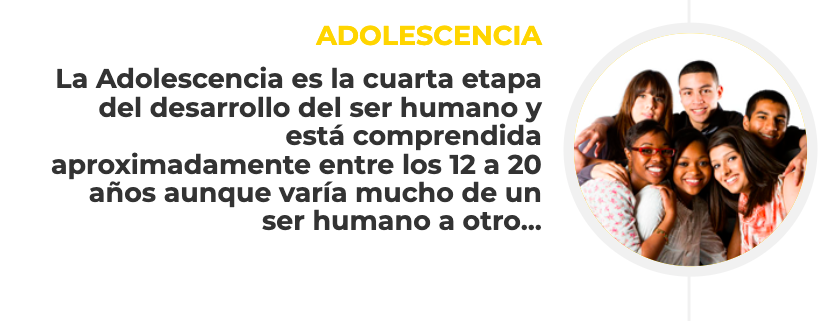 ADOLESCENCIA
La Adolescencia es la cuarta etapa
del desarrollo del ser humano y
está comprendida
aproximadamente entre los 12 a 20
años aunque varía mucho de un
ser humano a otro...